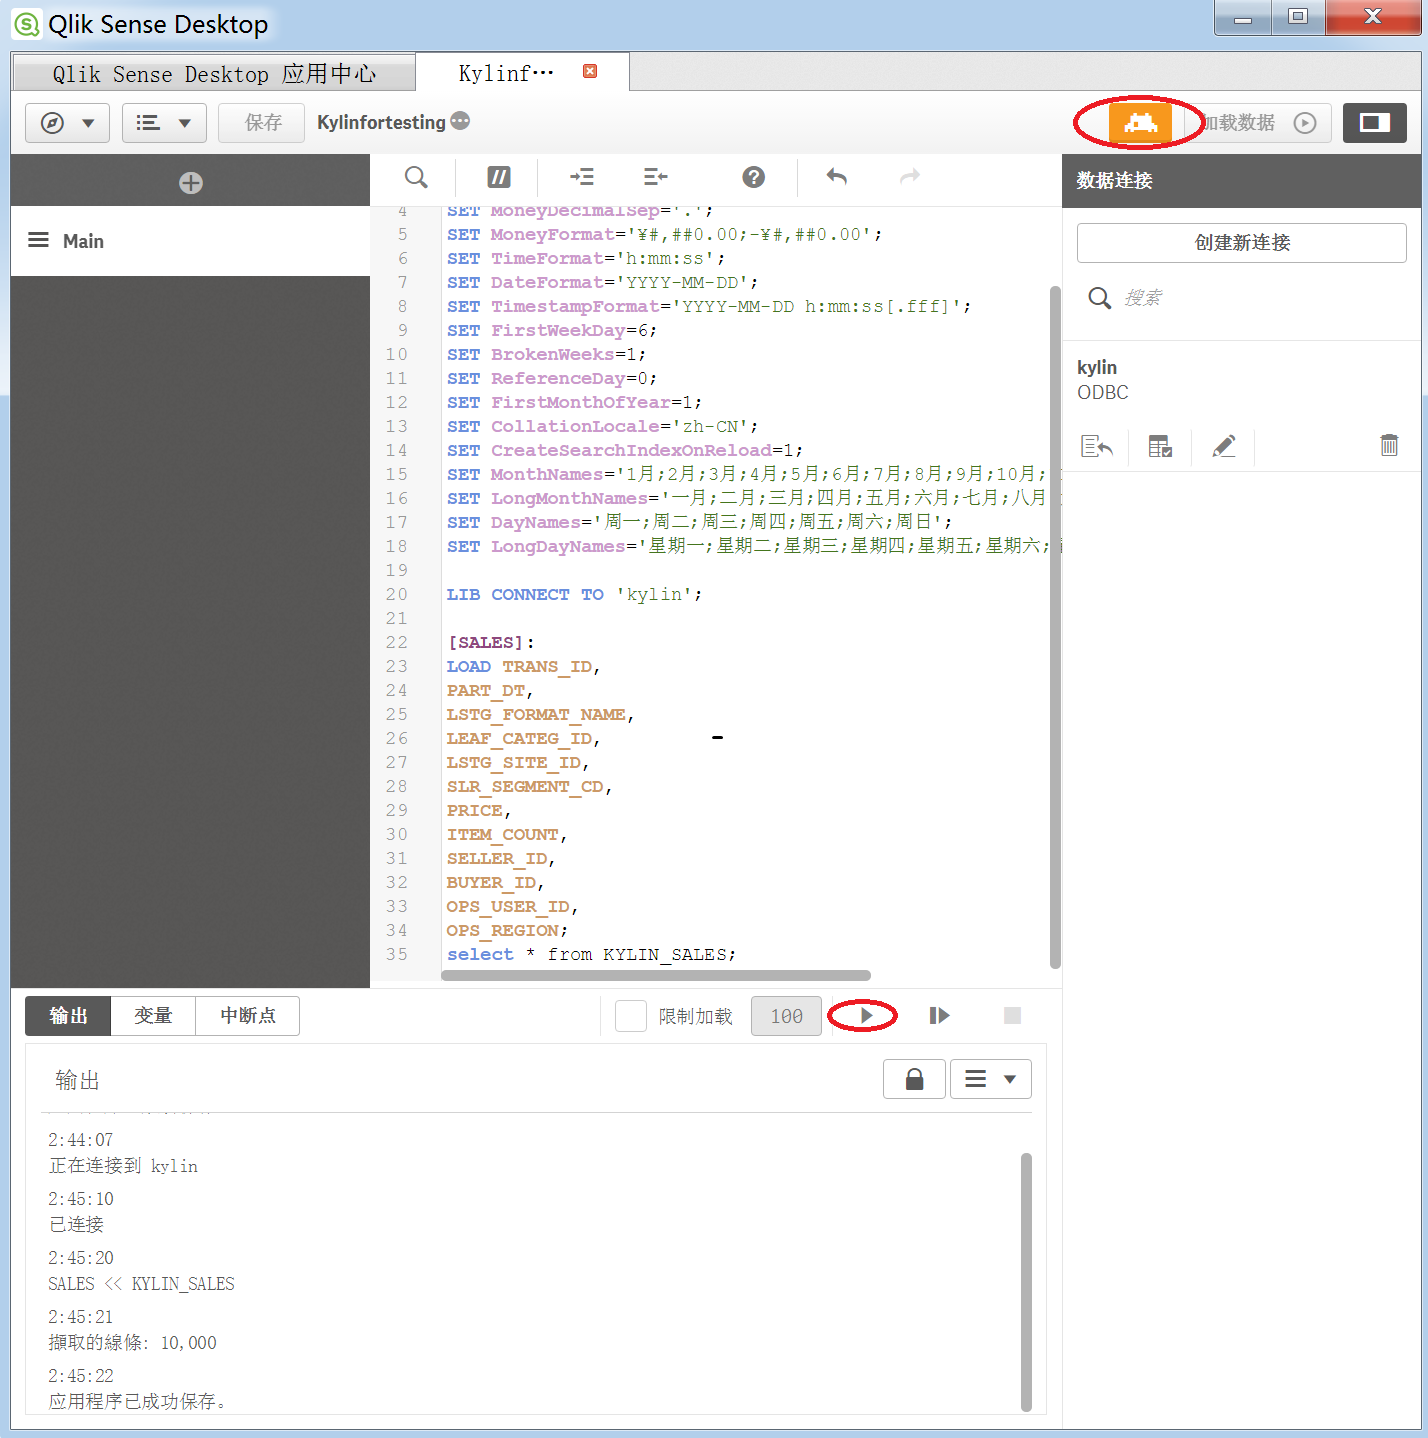 Qlik Sense Desktop
Qlik Sense Desktop 应用中心
Kylinf…
保存
Kylinfortesting
加载数据
Main
数据连接
创建新连接
搜索
kylin
ODBC
4 SET MoneyDecimalSep='.';
5 SET MoneyFormat='¥#,##0.00;-¥#,##0.00';
6 SET TimeFormat='h:mm:ss';
7 SET DateFormat='YYYY-MM-DD';
8 SET TimestampFormat='YYYY-MM-DD h:mm:ss[.fff]';
9 SET FirstWeekDay=6;
10 SET BrokenWeeks=1;
11 SET ReferenceDay=0;
12 SET FirstMonthOfYear=1;
13 SET CollationLocale='zh-CN';
14 SET CreateSearchIndexOnReload=1;
15 SET MonthNames='1月;2月;3月;4月;5月;6月;7月;8月;9月;10月;
16 SET LongMonthNames='一月;二月;三月;四月;五月;六月;七月;八月
17 SET DayNames='周一;周二;周三;周四;周五;周六;周日';
18 SET LongDayNames='星期一;星期二;星期三;星期四;星期五;星期六;
19
20 LIB CONNECT TO 'kylin';
21
22 [SALES]:
23 LOAD TRANS_ID,
24 PART_DT,
25 LSTG_FORMAT_NAME,
26 LEAF_CATEG_ID,
27 LSTG_SITE_ID,
28 SLR_SEGMENT_CD,
29 PRICE,
30 ITEM_COUNT,
31 SELLER_ID,
32 BUYER_ID,
33 OPS_USER_ID,
34 OPS_REGION;
35 select * from KYLIN_SALES;
输出 变量 中断点
限制加载 100
输出
2:44:07
正在连接到 kylin
2:45:10
已连接
2:45:20
SALES << KYLIN_SALES
2:45:21
擷取的線條: 10,000
2:45:22
应用程序已成功保存。